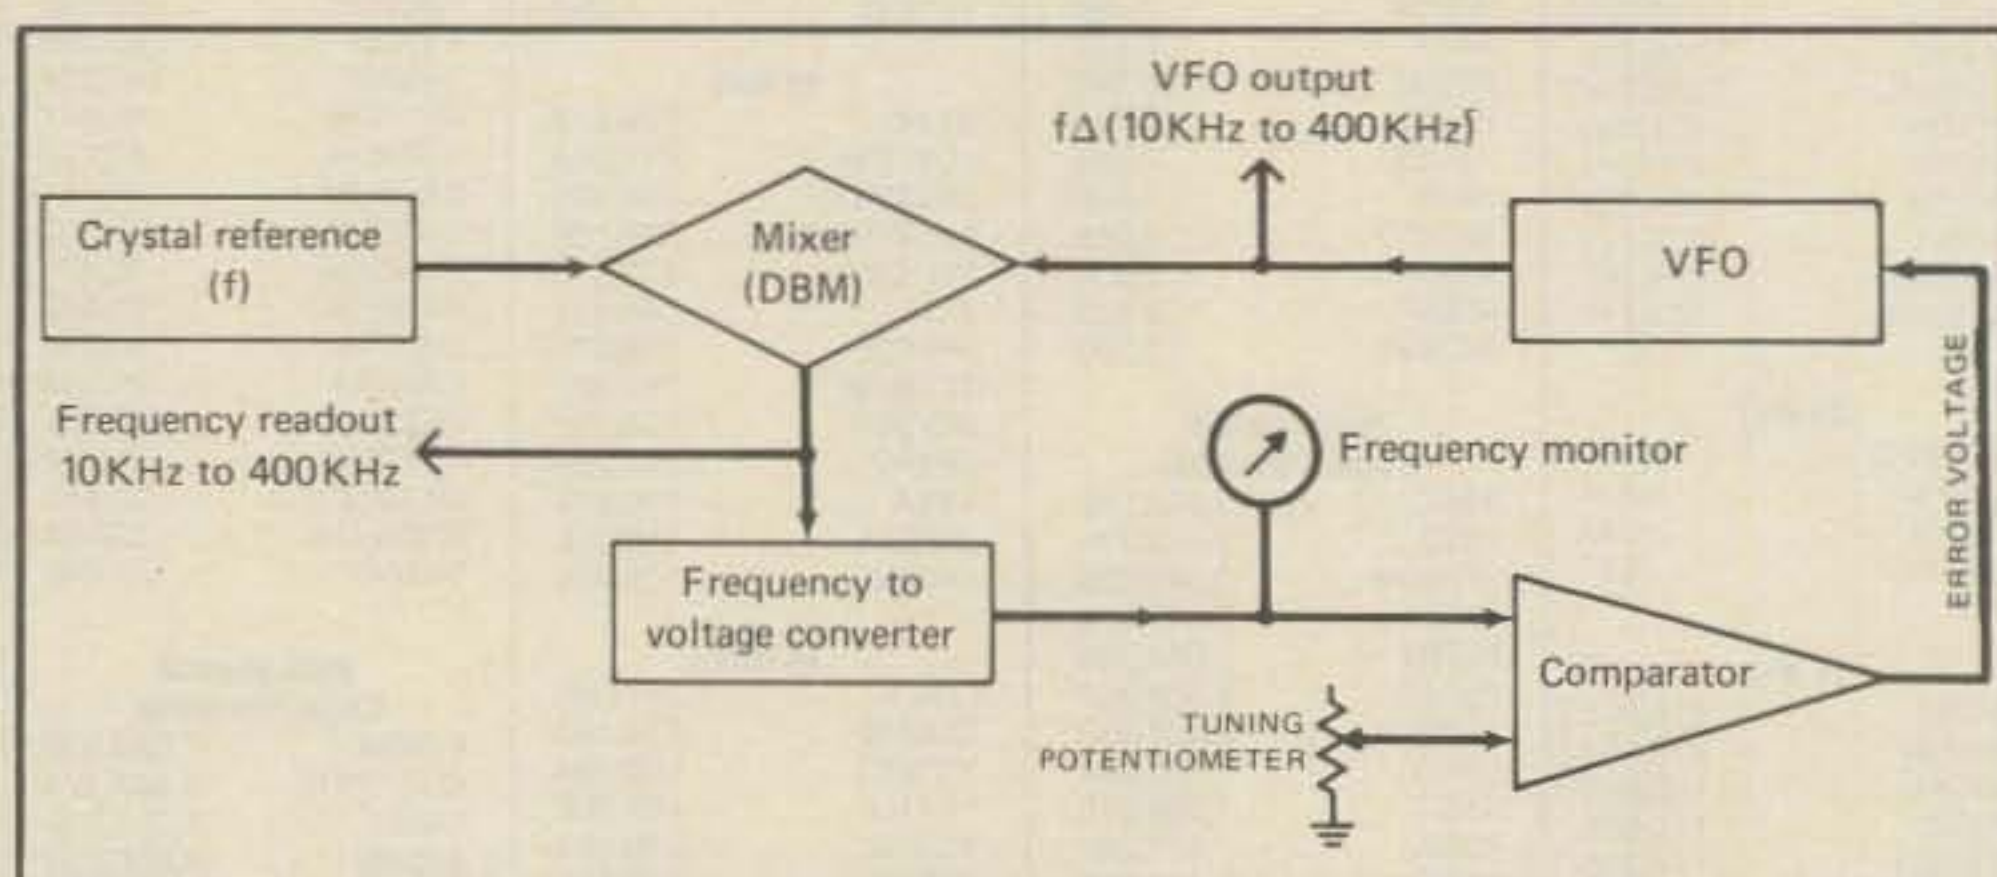 VFO output
fΔ(10KHz to 400KHz)
Crystal reference
(f)
Mixer
(DBM)
VFO
Frequency readout
10KHz to 400KHz
Frequency monitor
ERROR VOLTAGE
Frequency to
voltage converter
Comparator
TUNING
POTENTIOMETER